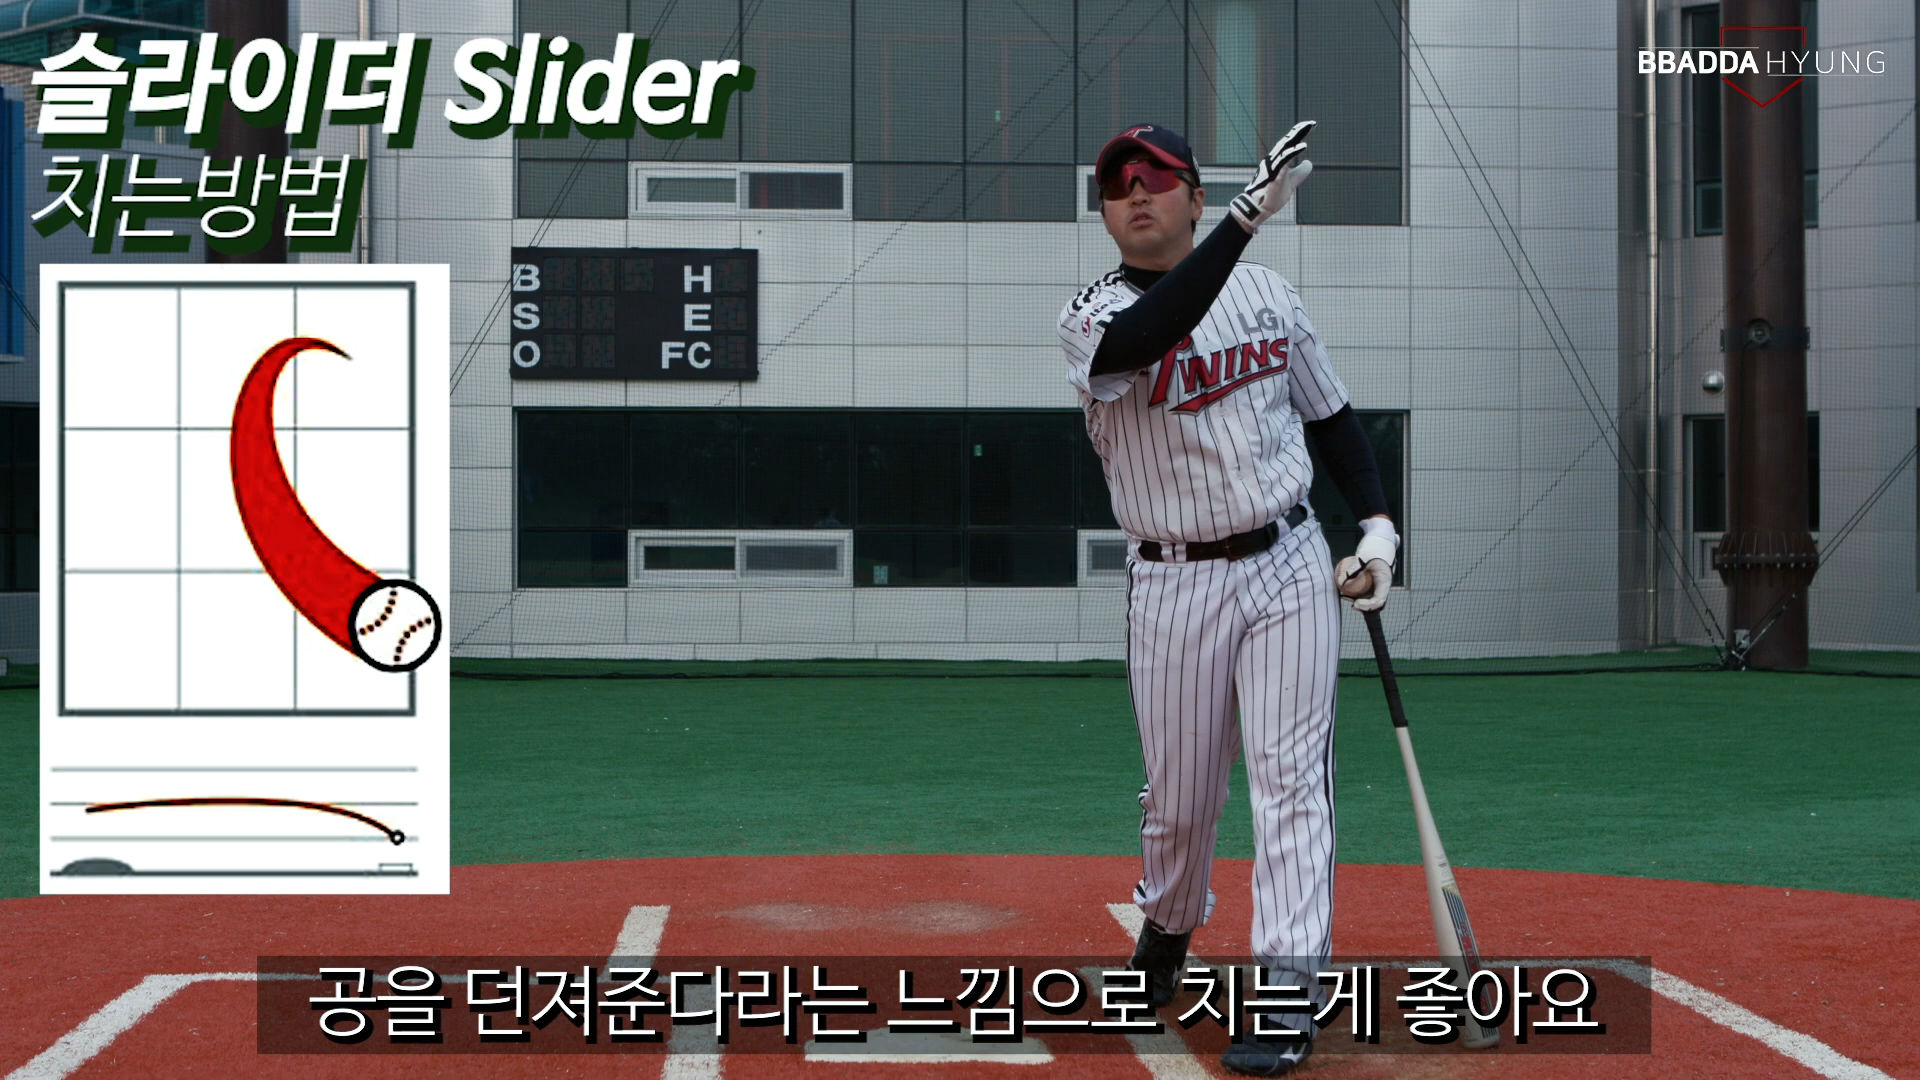 슬라이더 Slider
치는방법
BBADDA HYUNG
B H
S E
O FC
LG
TWINS
공을 던져준다라는 느낌으로 치는게 좋아요